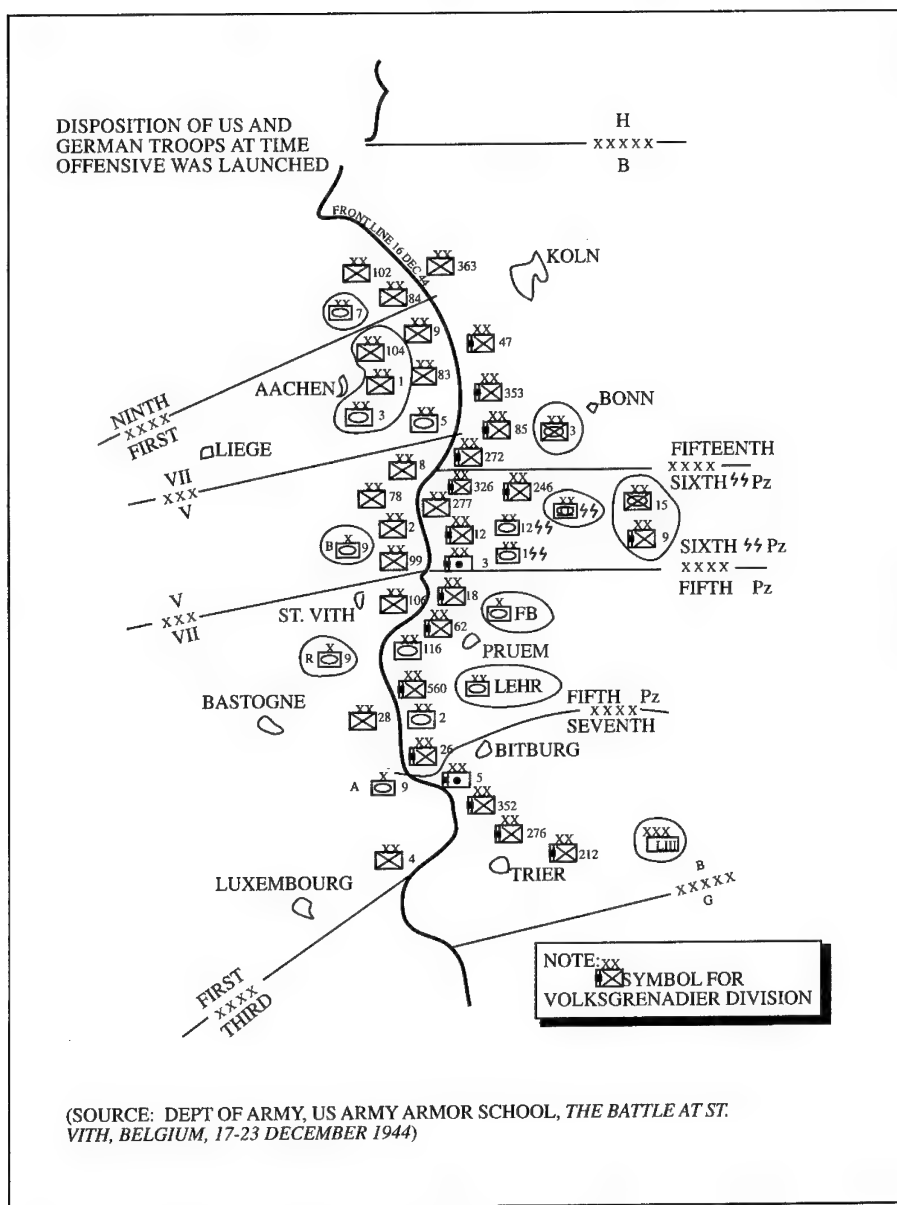 DISPOSITION OF US AND
GERMAN TROOPS AT TIME
OFFENSIVE WAS LAUNCHED
H
XXXXX
B
FRONT LINE 16 DEC 44
XX
363
KOLN
XX
102
XX
84
XX
7
XX
9
XX
47
XX
104
XX
83
XX
1
AACHEN
XX
353
BONN
XX
3
XX
5
XX
85
XX
3
NINTH
XXXX
FIRST
LIEGE
XX
272
FIFTEENTH
XXXX
SIXTH ϟϟ Pz
VII
XXX
V
XX
8
XX
326
XX
246
XX
78
XX
277
XX
ϟϟ
XX
15
XX
2
XX
12
XX
12 ϟϟ
XX
9
X
B 9
XX
99
XX
1 ϟϟ
XX
3
SIXTH ϟϟ Pz
XXXX
FIFTH Pz
V
XXX
VII
ST. VITH
XX
106
XX
18
X
FB
XX
62
PRUEM
X
R 9
XX
116
XX
560
XX
LEHR
BASTOGNE
XX
28
XX
2
FIFTH Pz
XXXX
SEVENTH
XX
26
BITBURG
X
A 9
XX
5
XX
352
XX
276
XX
212
XXX
LIII
XX
4
TRIER
LUXEMBOURG
B
XXXXX
G
FIRST
XXXX
THIRD
NOTE: XX
SYMBOL FOR
VOLKSGRENADIER DIVISION
(SOURCE: DEPT OF ARMY, US ARMY ARMOR SCHOOL, THE BATTLE AT ST.
VITH, BELGIUM, 17-23 DECEMBER 1944)